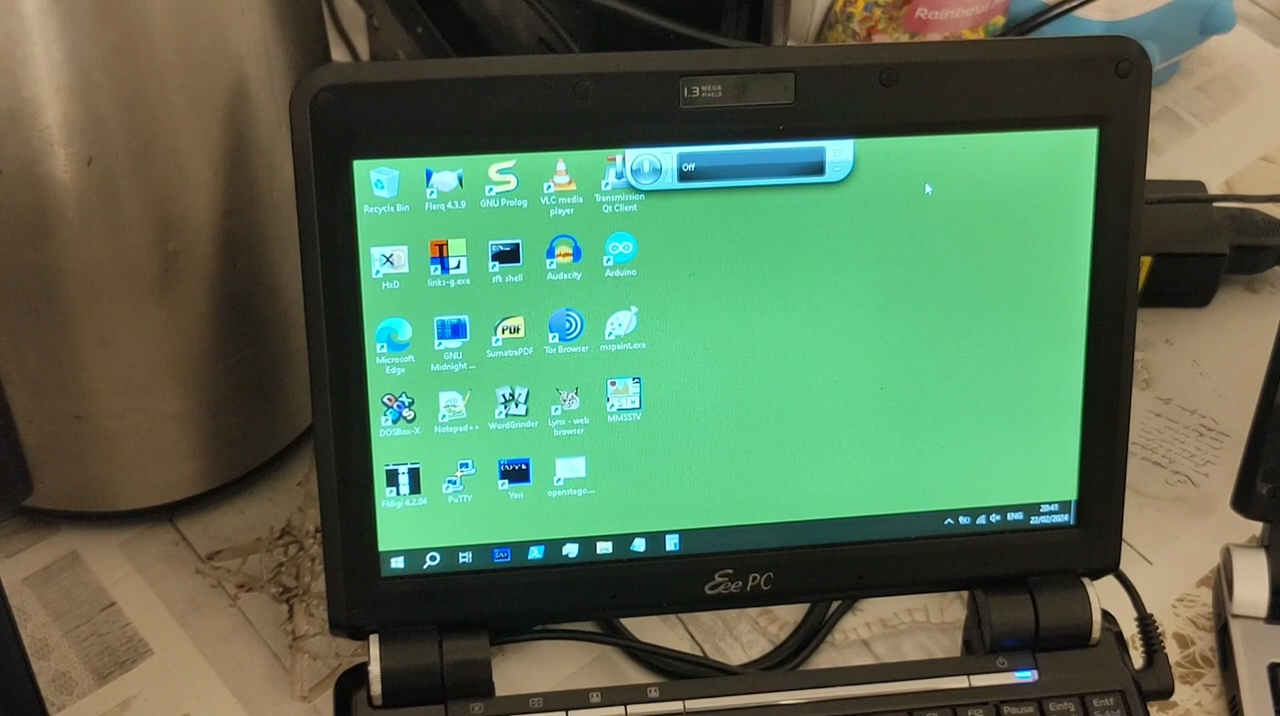 Rainbow
1.3 MEGA
PIXELS
Off
Recycle Bin
Flarq 4.3.9
GNU Prolog
VLC media
player
Transmission
Qt Client
HxD
links-g.exe
sfk shell
Audacity
Arduino
Microsoft
Edge
GNU
Midnight ...
PDF
SumatraPDF
Tor Browser
mspaint.exe
DOSBox-X
Notepad++
WordGrinder
Lynx - web
browser
MMSSTV
Fldigi 4.2.04
PuTTY
Yori
openstego....
ENG
20:41
22/02/2024
Eee PC
F12
Pause
Einfg
Entf
S-Abf